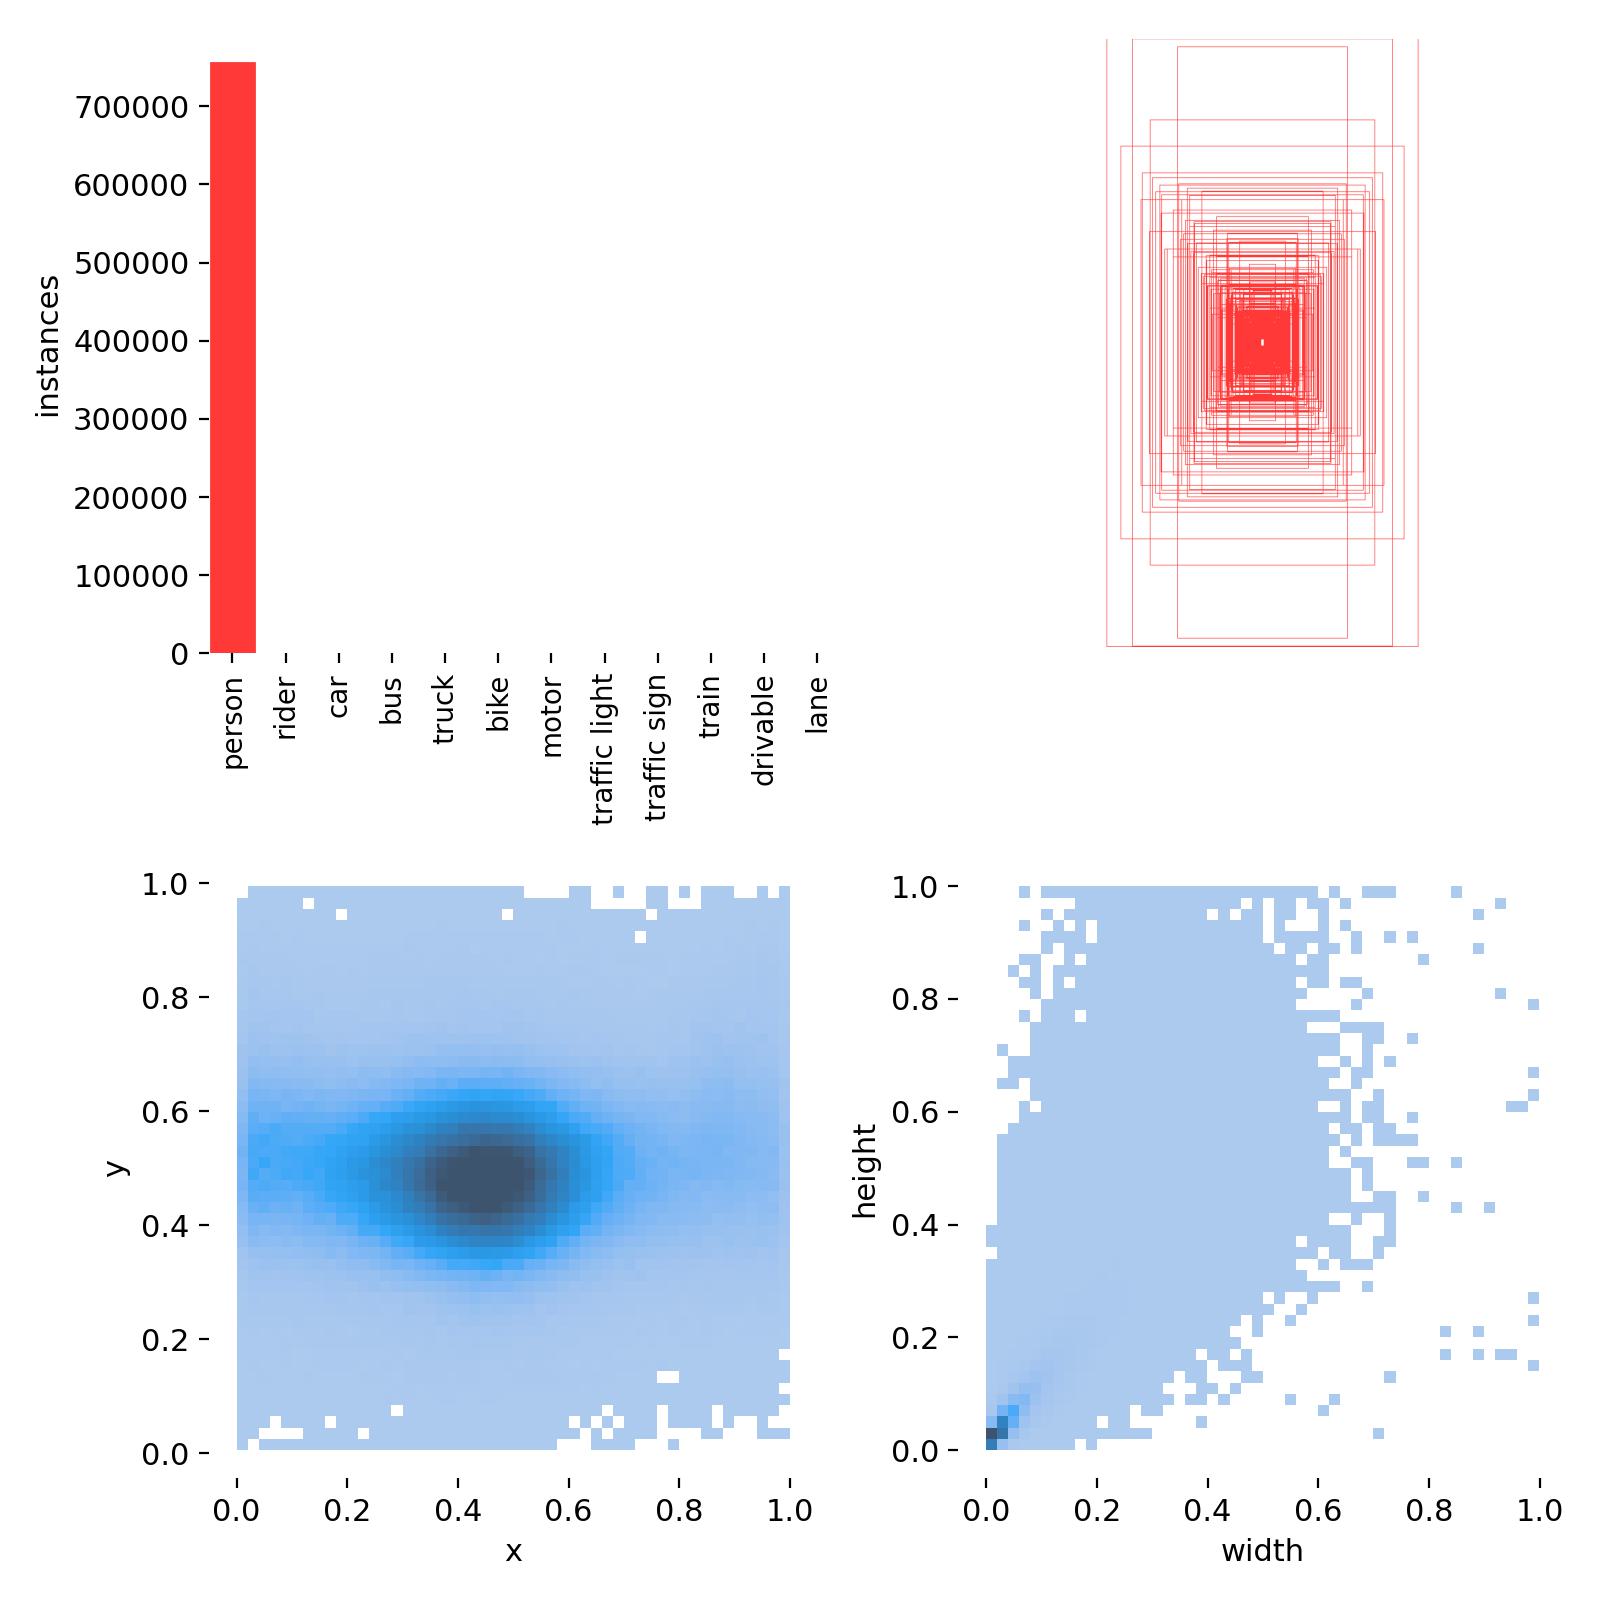 instances
700000
600000
500000
400000
300000
200000
100000
0
person
rider
car
bus
truck
bike
motor
traffic light
traffic sign
train
drivable
lane
y
1.0
0.8
0.6
0.4
0.2
0.0
0.0 0.2 0.4 0.6 0.8 1.0
x
height
1.0
0.8
0.6
0.4
0.2
0.0
0.0 0.2 0.4 0.6 0.8 1.0
width